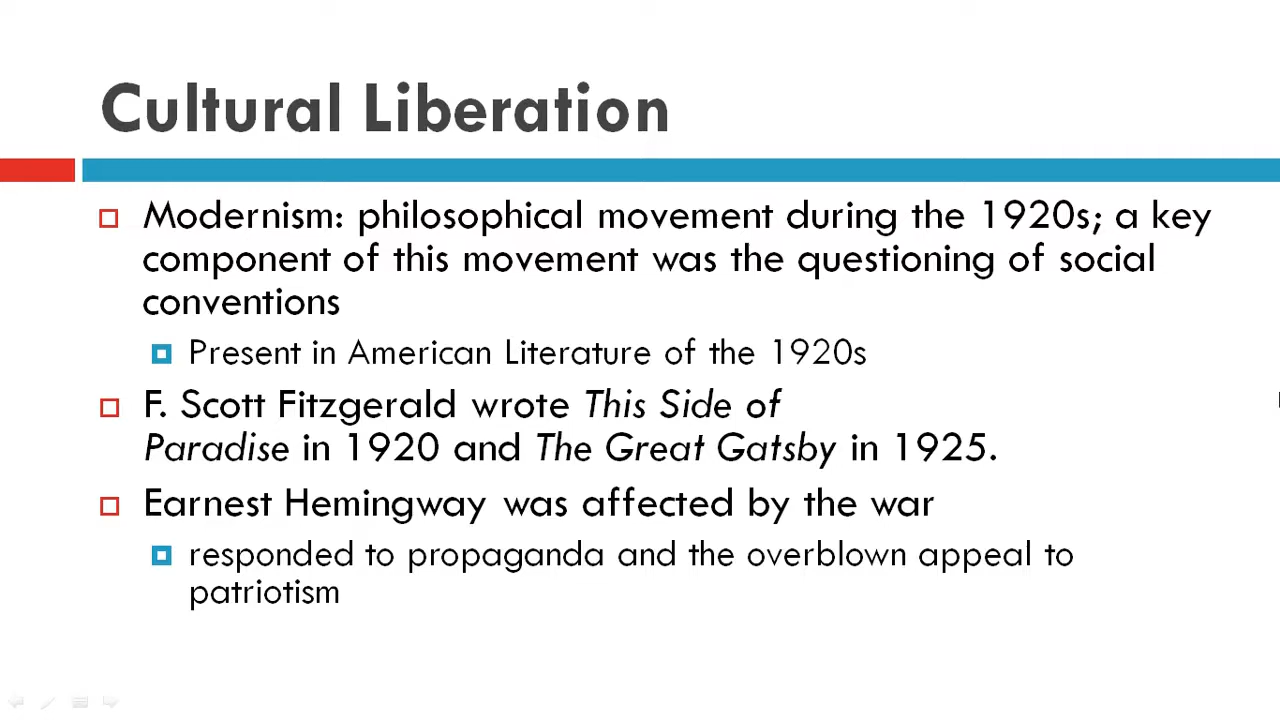 Cultural Liberation
Modernism: philosophical movement during the 1920s; a key
component of this movement was the questioning of social
conventions
Present in American Literature of the 1920s
F. Scott Fitzgerald wrote This Side of
Paradise in 1920 and The Great Gatsby in 1925.
Earnest Hemingway was affected by the war
responded to propaganda and the overblown appeal to
patriotism